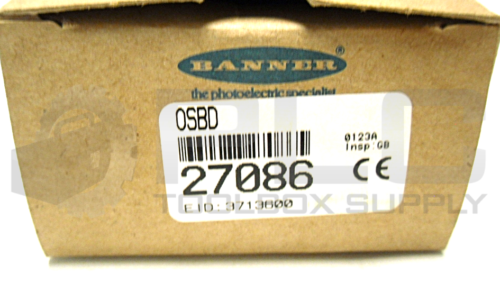 BANNER
®
the photoelectric specialist
OSBD
0123A
Insp:GB
27086 CE
EID:3713600
TOOLBOX SUPPLY